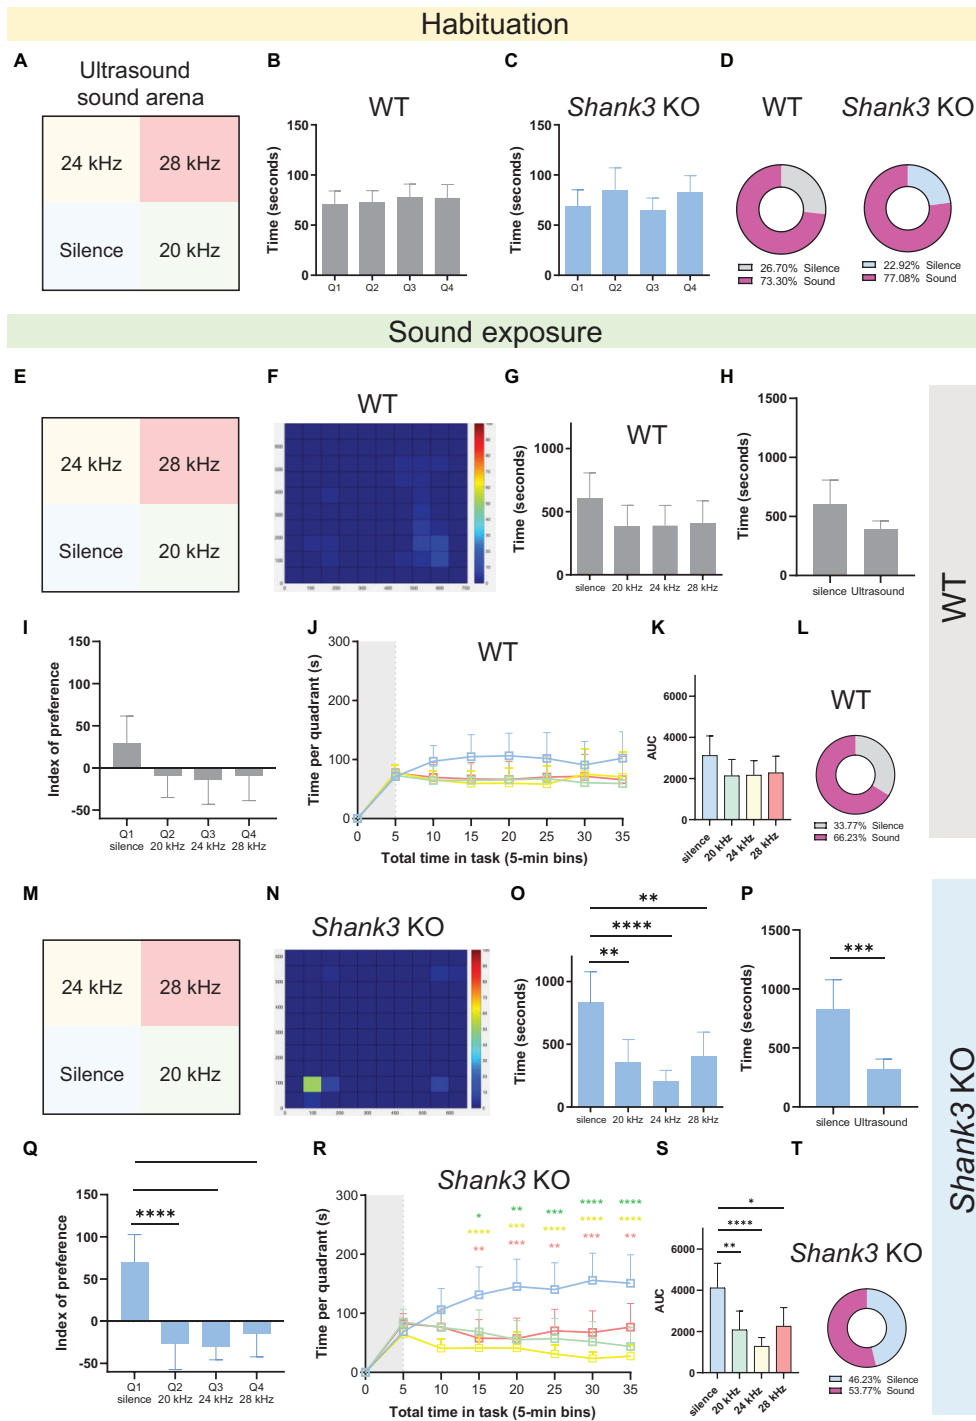 Habituation
A
Ultrasound
sound arena
24 kHz
28 kHz
Silence
20 kHz
B
WT
Time (seconds)
150
100
50
0
Q1
Q2
Q3
Q4
C
Shank3 KO
Time (seconds)
150
100
50
0
Q1
Q2
Q3
Q4
D
WT
Shank3 KO
26.70% Silence
73.30% Sound
22.92% Silence
77.08% Sound
Sound exposure
E
24 kHz
28 kHz
Silence
20 kHz
F
WT
G
WT
Time (seconds)
1000
500
0
silence
20 kHz
24 kHz
28 kHz
H
Time (seconds)
1500
1000
500
0
silence
Ultrasound
WT
I
Index of preference
150
100
50
0
-50
Q1
silence
Q2
20 kHz
Q3
24 kHz
Q4
28 kHz
J
WT
Time per quadrant (s)
300
200
100
0
0
5
10
15
20
25
30
35
Total time in task (5-min bins)
K
AUC
6000
4000
2000
0
silence
20 kHz
24 kHz
28 kHz
L
WT
33.77% Silence
66.23% Sound
M
24 kHz
28 kHz
Silence
20 kHz
N
Shank3 KO
O
**
****
**
Time (seconds)
1000
500
0
silence
20 kHz
24 kHz
28 kHz
P
***
Time (seconds)
1500
1000
500
0
silence
Ultrasound
Shank3 KO
Q
****
Index of preference
150
100
50
0
-50
Q1
silence
Q2
20 kHz
Q3
24 kHz
Q4
28 kHz
R
Shank3 KO
Time per quadrant (s)
300
200
100
0
* ** *** **** ****
**** *** **** **** ****
** *** ** *** **
0
5
10
15
20
25
30
35
Total time in task (5-min bins)
S
*
****
**
AUC
6000
4000
2000
0
silence
20 kHz
24 kHz
28 kHz
T
Shank3 KO
46.23% Silence
53.77% Sound